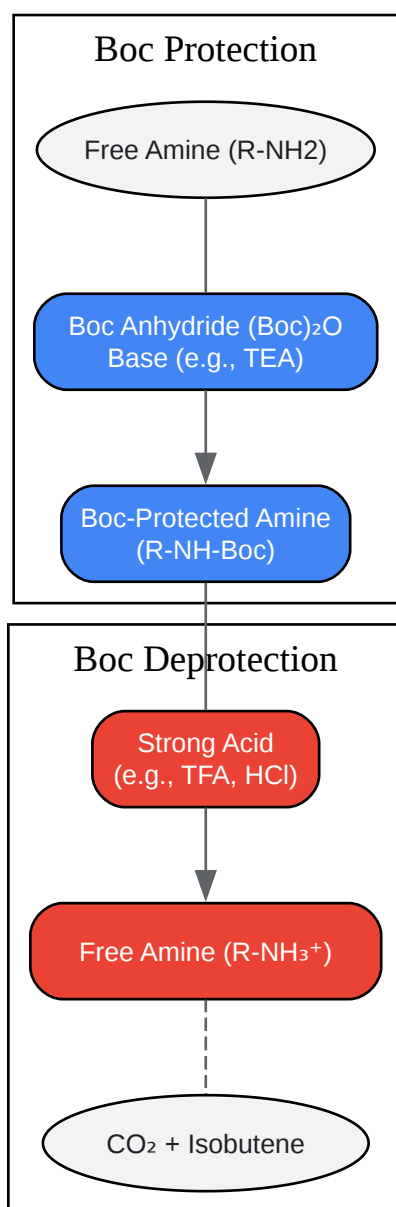 Boc Protection
Free Amine (R-NH2)
Boc Anhydride (Boc)₂O
Base (e.g., TEA)
Boc-Protected Amine
(R-NH-Boc)
Boc Deprotection
Strong Acid
(e.g., TFA, HCl)
Free Amine (R-NH₃⁺)
CO₂ + Isobutene